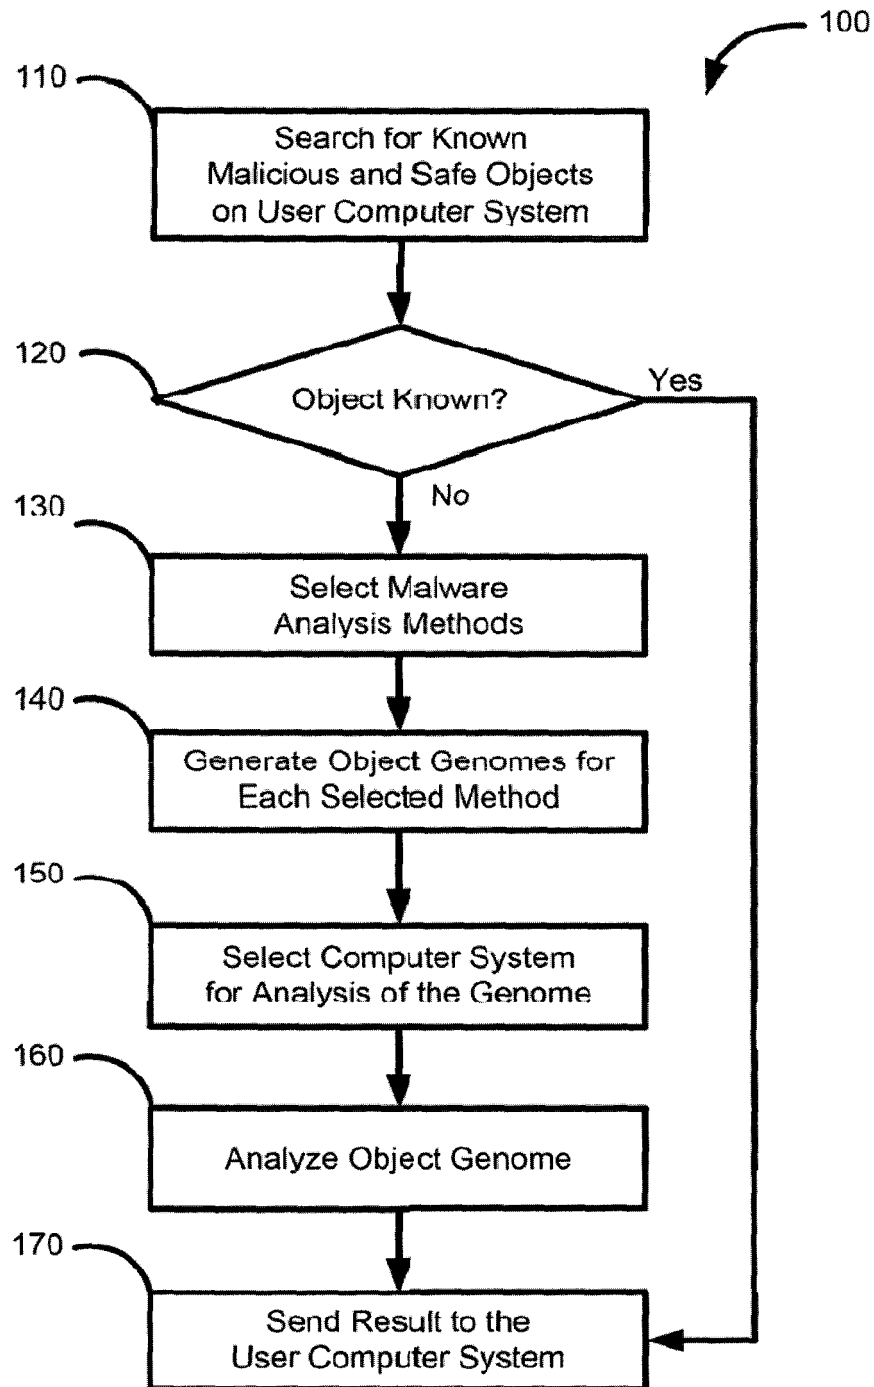 100
110
Search for Known
Malicious and Safe Objects
on User Computer System
120
Object Known?
Yes
No
130
Select Malware
Analysis Methods
140
Generate Object Genomes for
Each Selected Method
150
Select Computer System
for Analysis of the Genome
160
Analyze Object Genome
170
Send Result to the
User Computer System